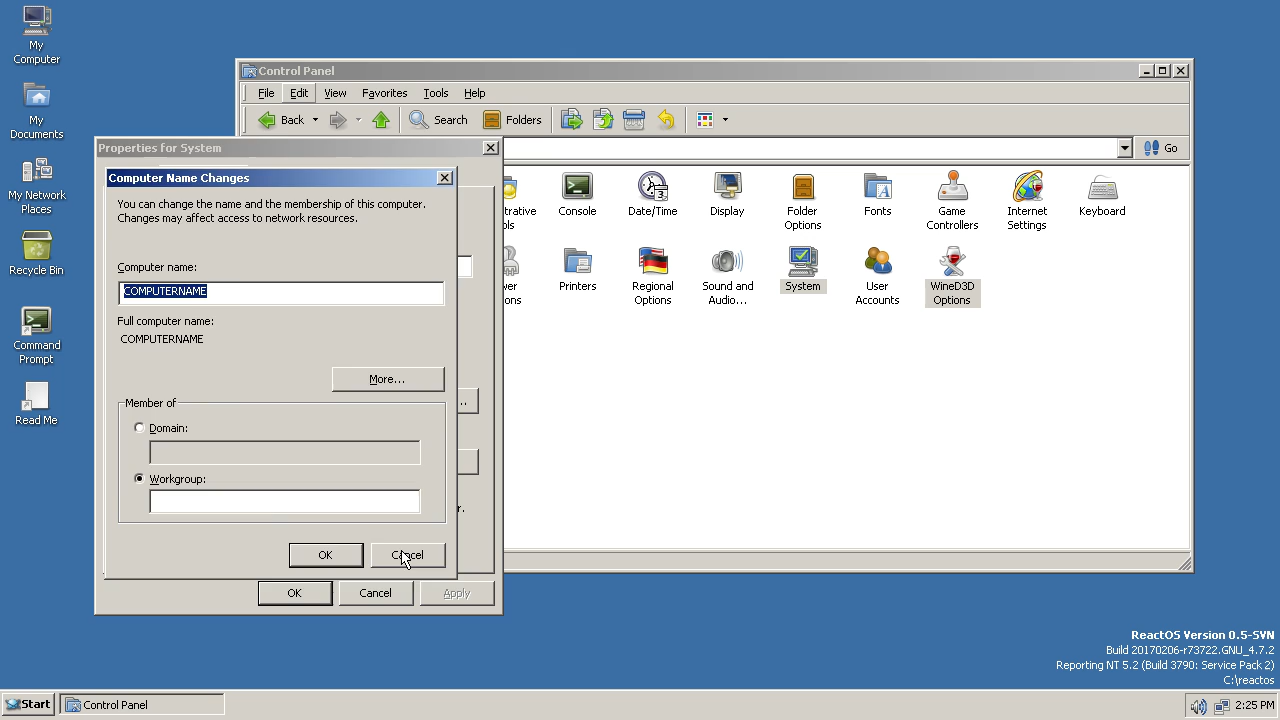 My
Computer
My
Documents
My Network
Places
Recycle Bin
Command
Prompt
Read Me
Control Panel
File Edit View Favorites Tools Help
Back Search Folders
Go
Console
Date/Time
Display
Folder
Options
Fonts
Game
Controllers
Internet
Settings
Keyboard
Printers
Regional
Options
Sound and
Audio...
System
User
Accounts
WineD3D
Options
Properties for System
Computer Name Changes
You can change the name and the membership of this computer.
Changes may affect access to network resources.
Computer name:
COMPUTERNAME
Full computer name:
COMPUTERNAME
More...
Member of
Domain:
Workgroup:
OK Cancel
OK Cancel Apply
ReactOS Version 0.5-SVN
Build 20170206-r73722.GNU_4.7.2
Reporting NT 5.2 (Build 3790: Service Pack 2)
C:\reactos
Start Control Panel 2:25 PM